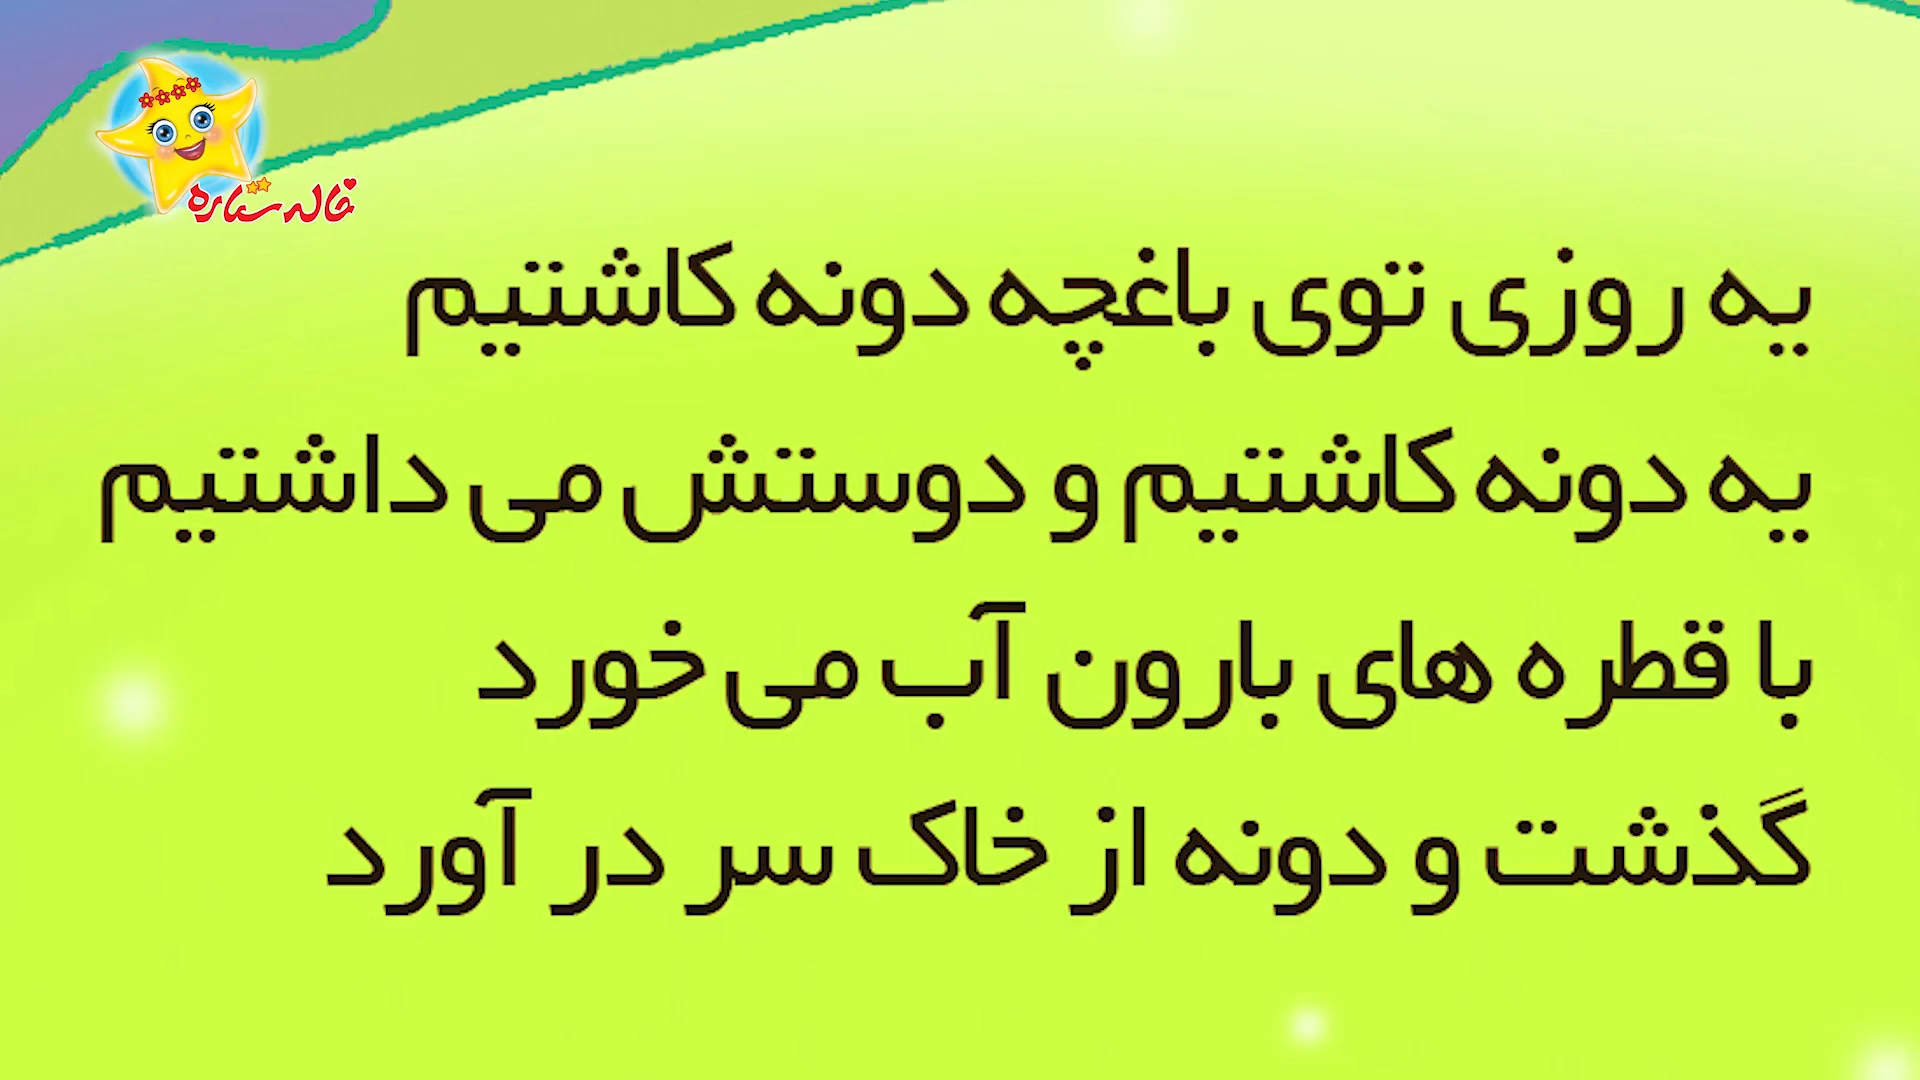 خاله ستاره
یه روزی توی باغچه دونه کاشتیم
یه دونه کاشتیم و دوستش می داشتیم
با قطره های بارون آب می خورد
گذشت و دونه از خاک سر در آورد